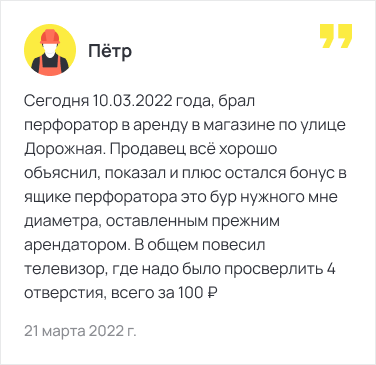 Пётр
Сегодня 10.03.2022 года, брал
перфоратор в аренду в магазине по улице
Дорожная. Продавец всё хорошо
объяснил, показал и плюс остался бонус в
ящике перфоратора это бур нужного мне
диаметра, оставленным прежним
арендатором. В общем повесил
телевизор, где надо было просверлить 4
отверстия, всего за 100 ₽
21 марта 2022 г.